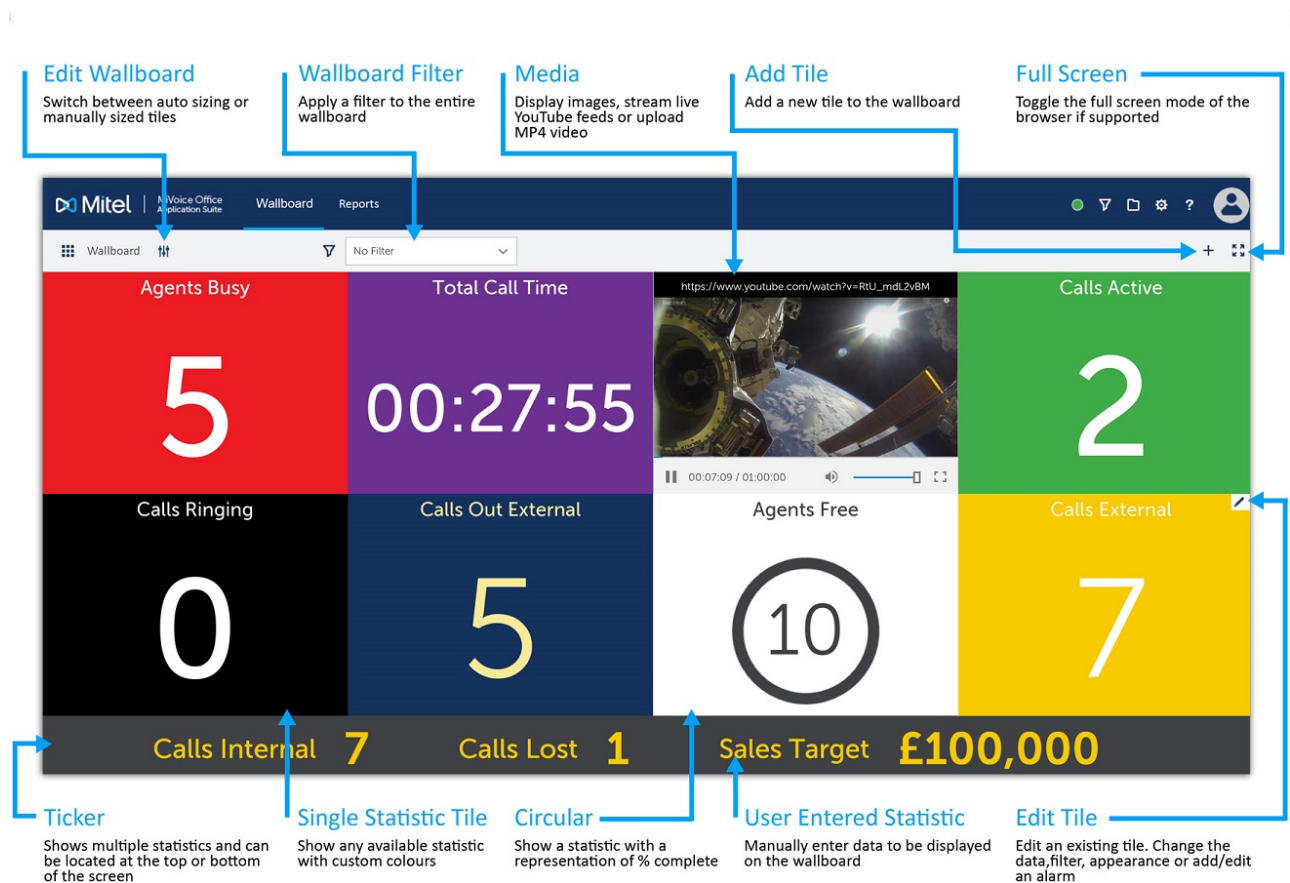 Edit Wallboard
Switch between auto sizing or
manually sized tiles
Wallboard Filter
Apply a filter to the entire
wallboard
Media
Display images, stream live
YouTube feeds or upload
MP4 video
Add Tile
Add a new tile to the wallboard
Full Screen
Toggle the full screen mode of the
browser if supported
Mitel
MiVoice Office
Application Suite
Wallboard
Reports
?
Wallboard
No Filter
Agents Busy
5
Total Call Time
00:27:55
https://www.youtube.com/watch?v=RtU_mdL2vBM
00:07:09 / 01:00:00
Calls Active
2
Calls Ringing
0
Calls Out External
5
Agents Free
10
Calls External
7
Calls Internal 7
Calls Lost 1
Sales Target £100,000
Ticker
Shows multiple statistics and can
be located at the top or bottom
of the screen
Single Statistic Tile
Show any available statistic
with custom colours
Circular
Show a statistic with a
representation of % complete
User Entered Statistic
Manually enter data to be displayed
on the wallboard
Edit Tile
Edit an existing tile. Change the
data,filter, appearance or add/edit
an alarm